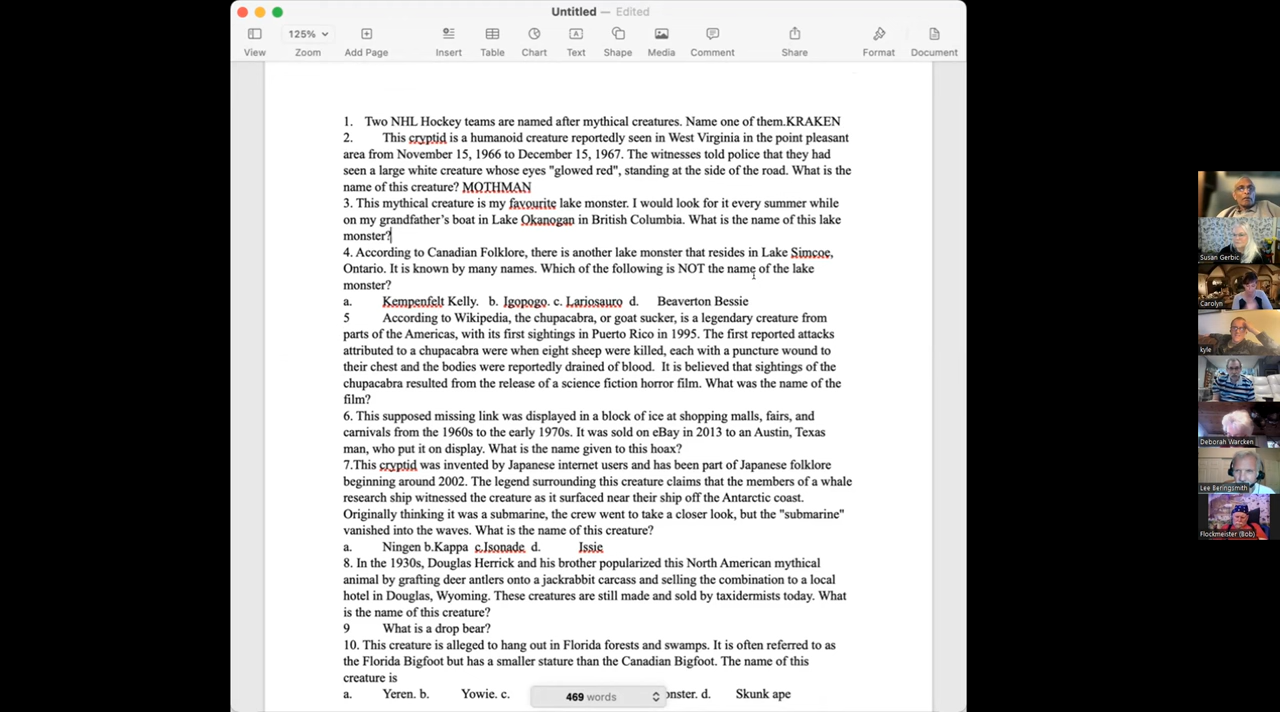 Untitled — Edited
125%
View Zoom Add Page Insert Table Chart Text Shape Media Comment Share Format Document
1. Two NHL Hockey teams are named after mythical creatures. Name one of them.KRAKEN
2. This cryptid is a humanoid creature reportedly seen in West Virginia in the point pleasant
area from November 15, 1966 to December 15, 1967. The witnesses told police that they had
seen a large white creature whose eyes "glowed red", standing at the side of the road. What is the
name of this creature? MOTHMAN
3. This mythical creature is my favourite lake monster. I would look for it every summer while
on my grandfather's boat in Lake Okanogan in British Columbia. What is the name of this lake
monster?
4. According to Canadian Folklore, there is another lake monster that resides in Lake Simcoe,
Ontario. It is known by many names. Which of the following is NOT the name of the lake
monster?
a. Kempenfelt Kelly. b. Igopogo. c. Lariosauro d. Beaverton Bessie
5 According to Wikipedia, the chupacabra, or goat sucker, is a legendary creature from
parts of the Americas, with its first sightings in Puerto Rico in 1995. The first reported attacks
attributed to a chupacabra were when eight sheep were killed, each with a puncture wound to
their chest and the bodies were reportedly drained of blood. It is believed that sightings of the
chupacabra resulted from the release of a science fiction horror film. What was the name of the
film?
6. This supposed missing link was displayed in a block of ice at shopping malls, fairs, and
carnivals from the 1960s to the early 1970s. It was sold on eBay in 2013 to an Austin, Texas
man, who put it on display. What is the name given to this hoax?
7.This cryptid was invented by Japanese internet users and has been part of Japanese folklore
beginning around 2002. The legend surrounding this creature claims that the members of a whale
research ship witnessed the creature as it surfaced near their ship off the Antarctic coast.
Originally thinking it was a submarine, the crew went to take a closer look, but the "submarine"
vanished into the waves. What is the name of this creature?
a. Ningen b.Kappa c.Isonade d. Issie
8. In the 1930s, Douglas Herrick and his brother popularized this North American mythical
animal by grafting deer antlers onto a jackrabbit carcass and selling the combination to a local
hotel in Douglas, Wyoming. These creatures are still made and sold by taxidermists today. What
is the name of this creature?
9 What is a drop bear?
10. This creature is alleged to hang out in Florida forests and swamps. It is often referred to as
the Florida Bigfoot but has a smaller stature than the Canadian Bigfoot. The name of this
creature is
a. Yeren. b. Yowie. c. onster. d. Skunk ape
469 words
Susan Gerbic
Carolyn
kyle
Deborah Warcken
Lee Beringsmith
Flockmeister (Bob)